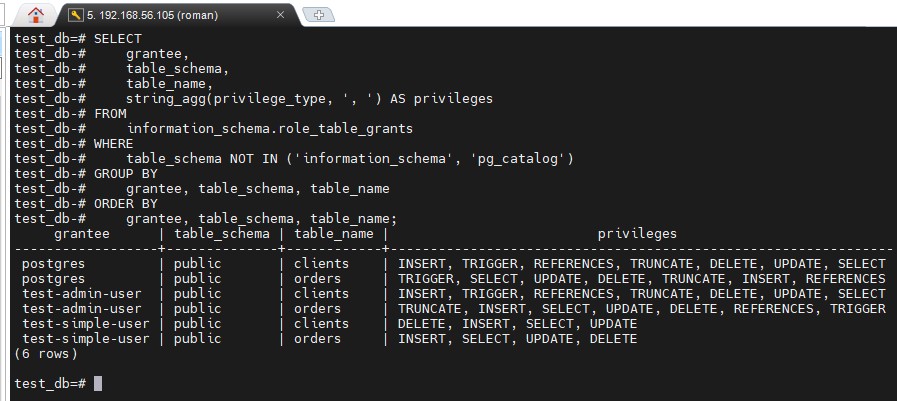 5. 192.168.56.105 (roman)
test_db=# SELECT
test_db-#     grantee,
test_db-#     table_schema,
test_db-#     table_name,
test_db-#     string_agg(privilege_type, ', ') AS privileges
test_db-# FROM
test_db-#     information_schema.role_table_grants
test_db-# WHERE
test_db-#     table_schema NOT IN ('information_schema', 'pg_catalog')
test_db-# GROUP BY
test_db-#     grantee, table_schema, table_name
test_db-# ORDER BY
test_db-#     grantee, table_schema, table_name;
     grantee      | table_schema | table_name |                          privileges
------------------+--------------+------------+---------------------------------------------------------------
 postgres         | public       | clients    | INSERT, TRIGGER, REFERENCES, TRUNCATE, DELETE, UPDATE, SELECT
 postgres         | public       | orders     | TRIGGER, SELECT, UPDATE, DELETE, TRUNCATE, INSERT, REFERENCES
 test-admin-user  | public       | clients    | INSERT, TRIGGER, REFERENCES, TRUNCATE, DELETE, UPDATE, SELECT
 test-admin-user  | public       | orders     | TRUNCATE, INSERT, SELECT, UPDATE, DELETE, REFERENCES, TRIGGER
 test-simple-user | public       | clients    | DELETE, INSERT, SELECT, UPDATE
 test-simple-user | public       | orders     | INSERT, SELECT, UPDATE, DELETE
(6 rows)
test_db=#